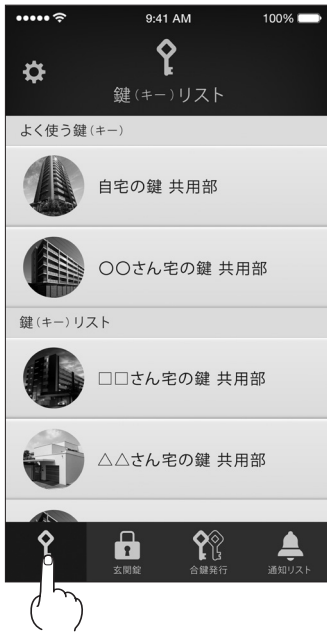 9:41 AM 100%
鍵（キー）リスト
よく使う鍵（キー）
自宅の鍵 共用部
○○さん宅の鍵 共用部
鍵（キー）リスト
□□さん宅の鍵 共用部
△△さん宅の鍵 共用部
玄関錠 合鍵発行 通知リスト